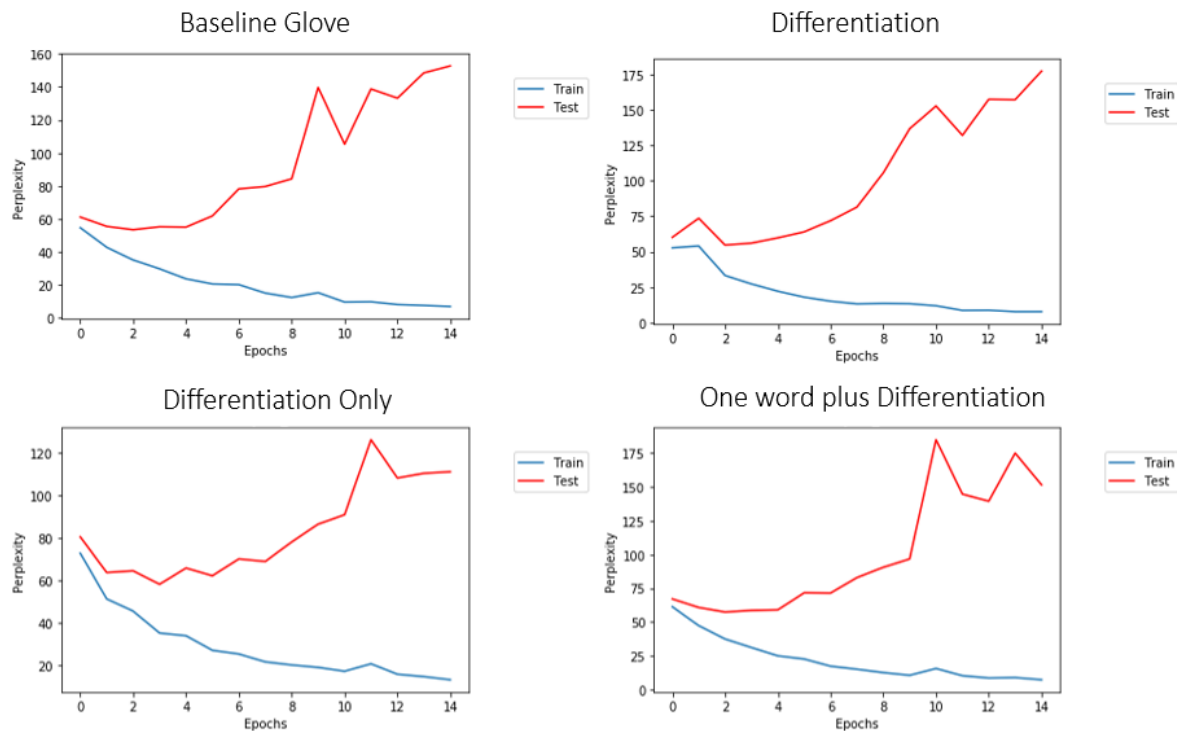 Baseline Glove
160
140
120
100
80
60
40
20
0
Perplexity
0 2 4 6 8 10 12 14
Epochs
Train
Test
Differentiation
175
150
125
100
75
50
25
0
Perplexity
0 2 4 6 8 10 12 14
Epochs
Train
Test
Differentiation Only
120
100
80
60
40
20
Perplexity
0 2 4 6 8 10 12 14
Epochs
Train
Test
One word plus Differentiation
175
150
125
100
75
50
25
0
Perplexity
0 2 4 6 8 10 12 14
Epochs
Train
Test